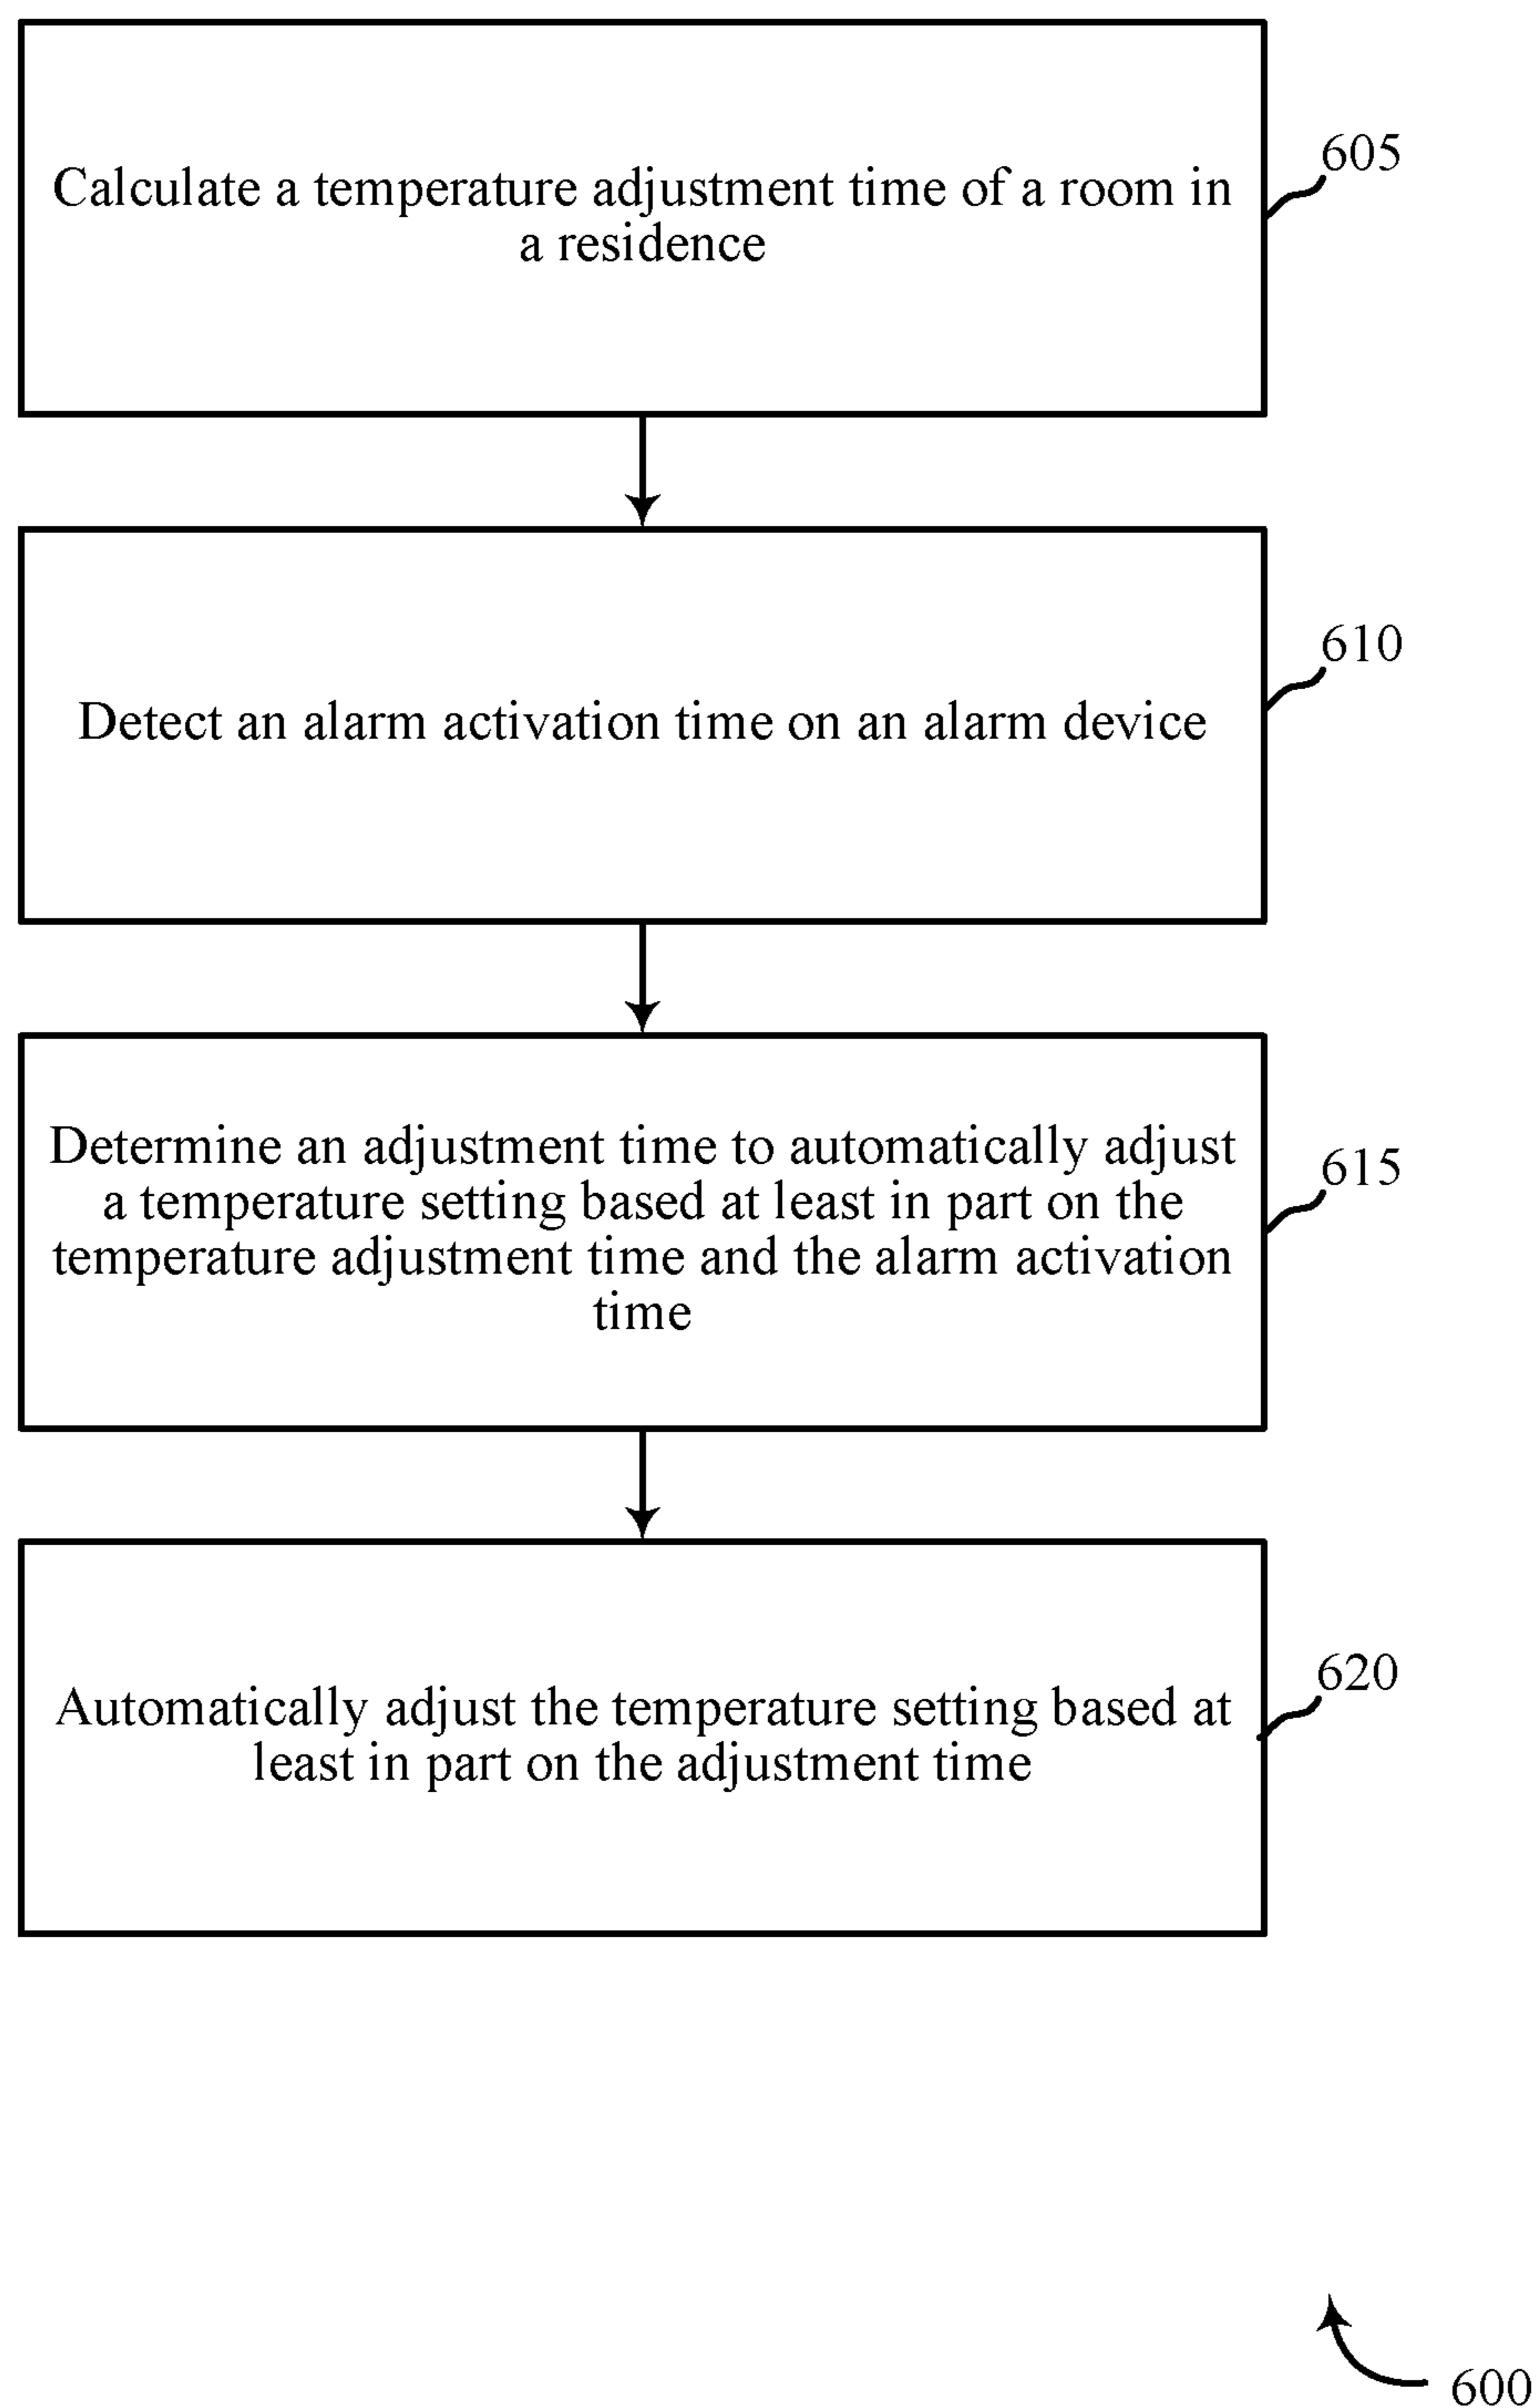 Calculate a temperature adjustment time of a room in
a residence
605
Detect an alarm activation time on an alarm device
610
Determine an adjustment time to automatically adjust
a temperature setting based at least in part on the
temperature adjustment time and the alarm activation
time
615
Automatically adjust the temperature setting based at
least in part on the adjustment time
620
600